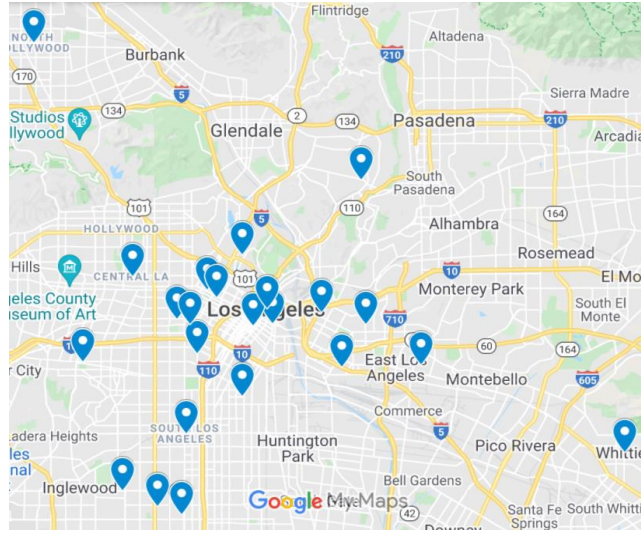 Flintridge
NORTH
OLLYWOOD
Burbank
Altadena
210
170
5
Sierra Madre
Studios
llywood
134
2
134
Glendale
Pasadena
210
Arcadia
South
Pasadena
101
110
5
164
HOLLYWOOD
Alhambra
Hills
CENTRAL LA
101
10
Rosemead
El Mo
geles County
useum of Art
Los Angeles
Monterey Park
South El
Monte
710
60
164
r City
110
10
East Los
Angeles
Montebello
605
Commerce
Ladera Heights
SOUTH LOS
ANGELES
Huntington
Park
5
Pico Rivera
Whittie
les
nal
Inglewood
Bell Gardens
Google My Maps
42
Santa Fe
Springs
South Whitti
Downey